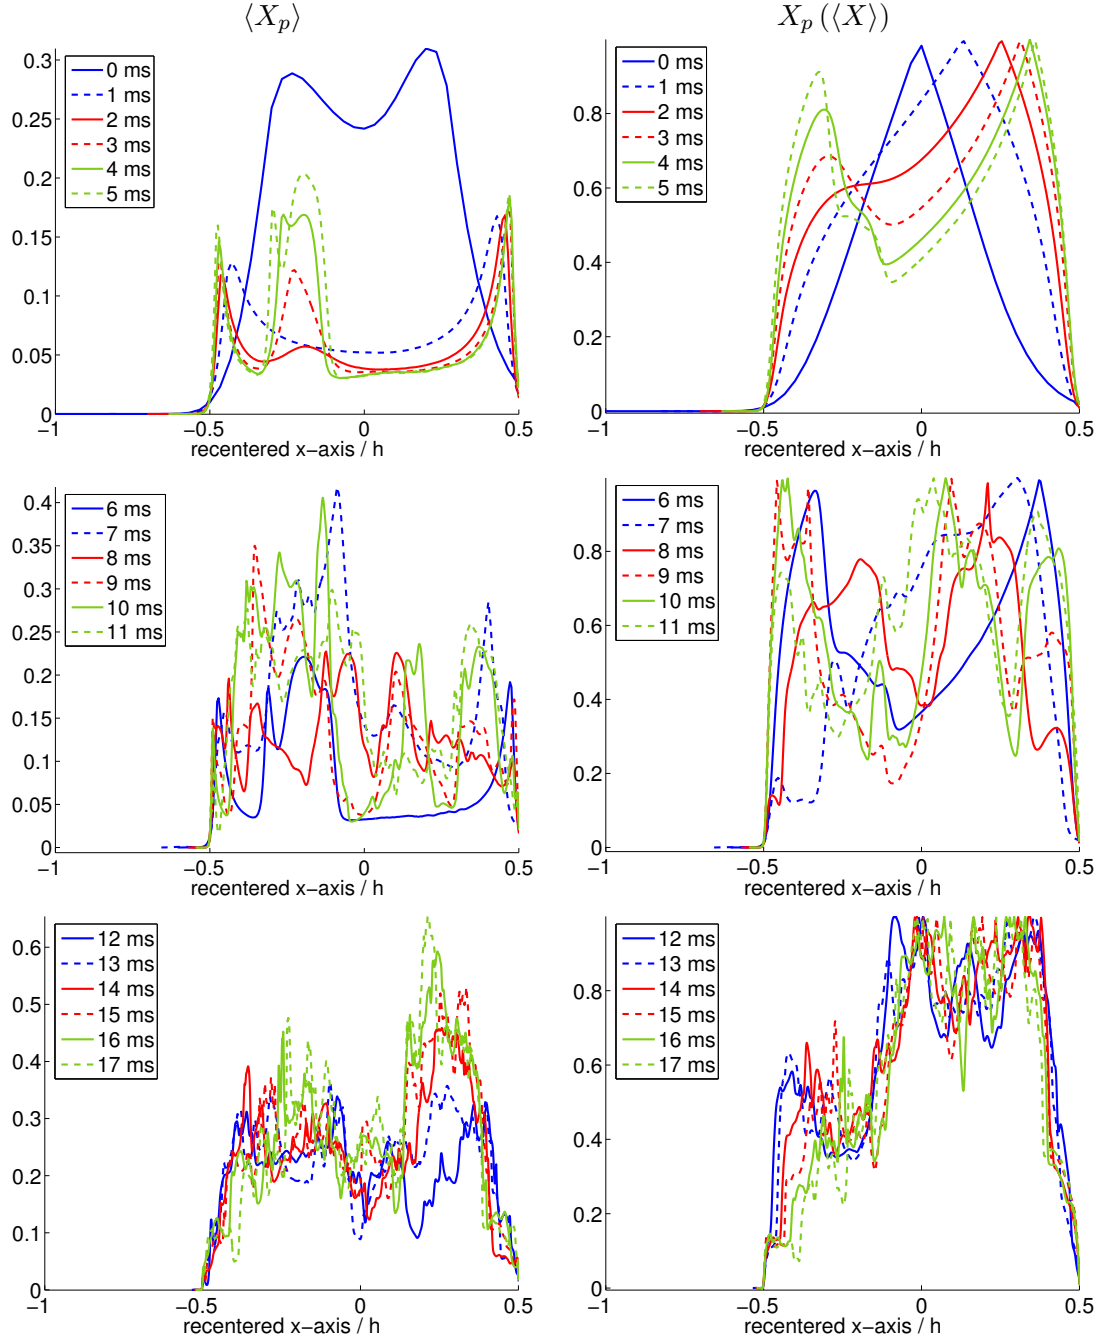 ⟨X_p⟩
X_p (⟨X⟩)
0 ms
1 ms
2 ms
3 ms
4 ms
5 ms
0.3
0.25
0.2
0.15
0.1
0.05
0
−1 −0.5 0 0.5
recentered x−axis / h
0 ms
1 ms
2 ms
3 ms
4 ms
5 ms
0.8
0.6
0.4
0.2
0
−1 −0.5 0 0.5
recentered x−axis / h
6 ms
7 ms
8 ms
9 ms
10 ms
11 ms
0.4
0.35
0.3
0.25
0.2
0.15
0.1
0.05
0
−1 −0.5 0 0.5
recentered x−axis / h
6 ms
7 ms
8 ms
9 ms
10 ms
11 ms
0.8
0.6
0.4
0.2
0
−1 −0.5 0 0.5
recentered x−axis / h
12 ms
13 ms
14 ms
15 ms
16 ms
17 ms
0.6
0.5
0.4
0.3
0.2
0.1
0
−1 −0.5 0 0.5
recentered x−axis / h
12 ms
13 ms
14 ms
15 ms
16 ms
17 ms
0.8
0.6
0.4
0.2
0
−1 −0.5 0 0.5
recentered x−axis / h